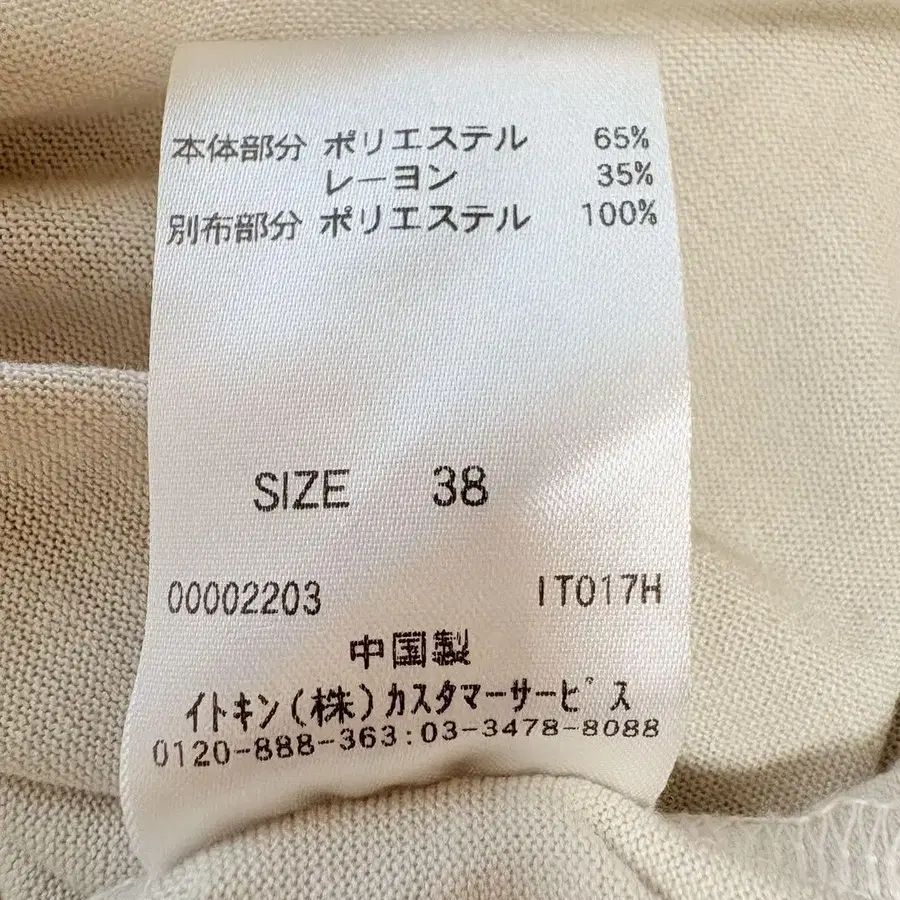 本体部分 ポリエステル 65%
レーヨン 35%
別布部分 ポリエステル 100%
SIZE 38
00002203 IT017H
中国製
イトキン(株)カスタマーサービス
0120-888-363:03-3478-8088